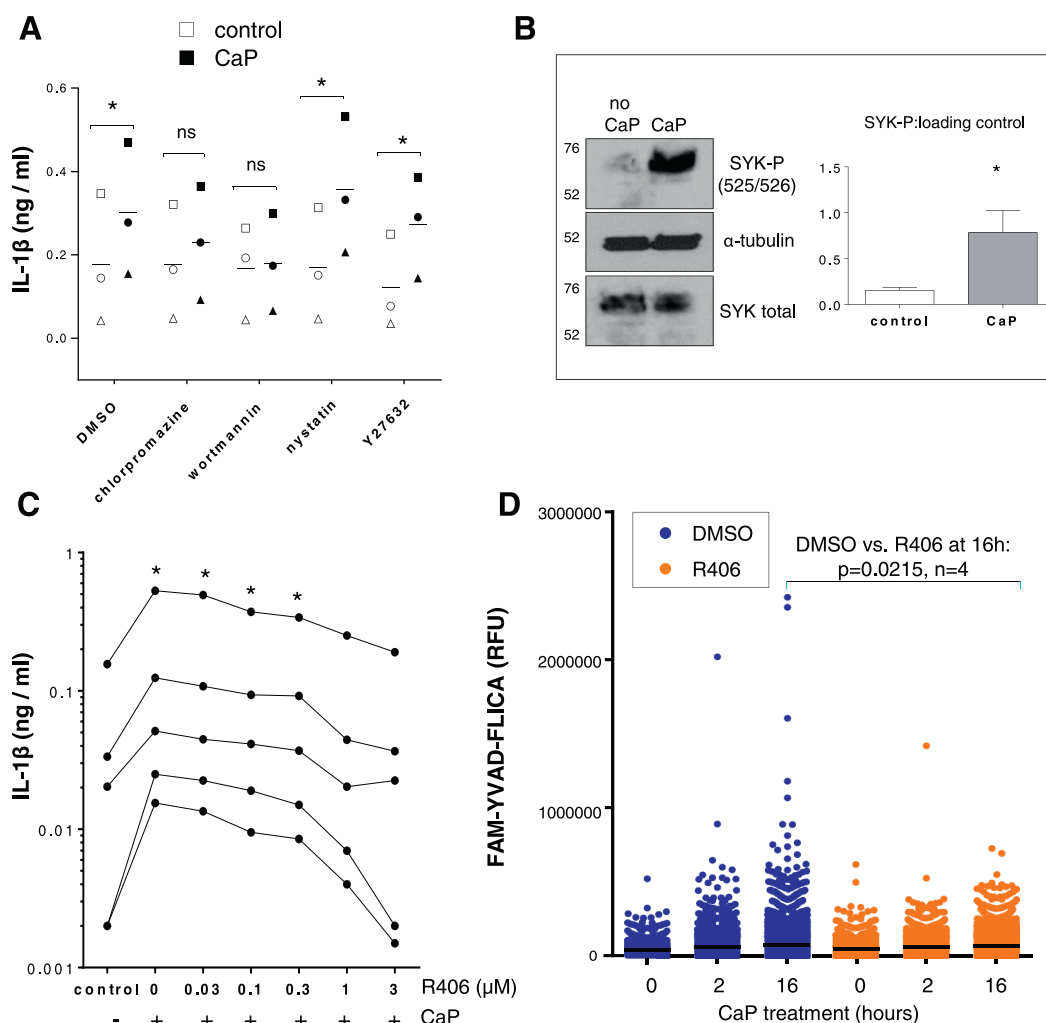 A
control
CaP
IL-1β (ng / ml)
0.6
0.4
0.2
0.0
*
ns
ns
*
*
DMSO
chlorpromazine
wortmannin
nystatin
Y27632
B
no CaP
CaP
76
52
SYK-P
(525/526)
52
α-tubulin
76
52
SYK total
SYK-P:loading control
1.5
1.0
0.5
0.0
*
control CaP
C
IL-1β (ng / ml)
1
0.1
0.01
0.001
* * * *
control 0 0.03 0.1 0.3 1 3 R406 (μM)
- + + + + + + CaP
D
FAM-YVAD-FLICA (RFU)
3000000
2000000
1000000
0
DMSO
R406
DMSO vs. R406 at 16h:
p=0.0215, n=4
0 2 16 0 2 16
CaP treatment (hours)